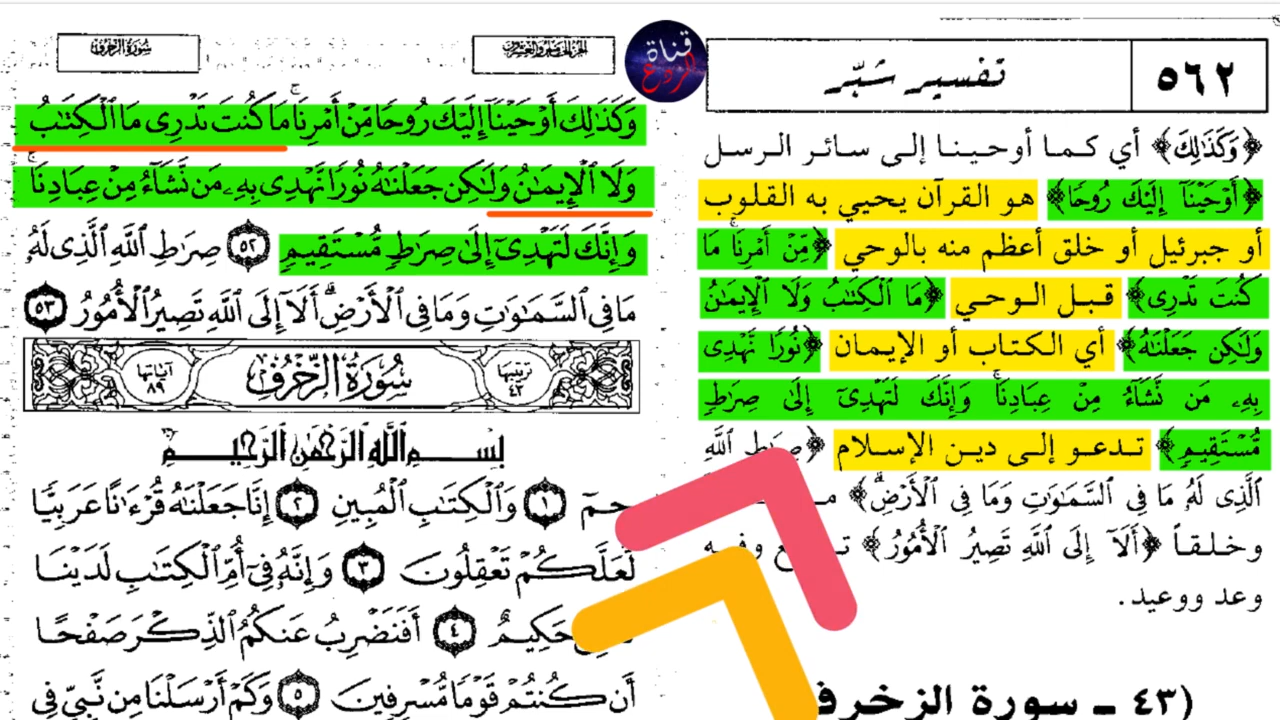 ٥٦٢
تفسير شبّر
﴿وَكَذَٰلِكَ﴾ أي كما أوحينا إلى سائر الرسل
﴿أَوْحَيْنَآ إِلَيْكَ رُوحًا﴾ هو القرآن يحيي به القلوب
أو جبرئيل أو خلق أعظم منه بالوحي ﴿مِّنْ أَمْرِنَا ۚ مَا
كُنتَ تَدْرِى﴾ قبل الوحي ﴿مَا ٱلْكِتَٰبُ وَلَا ٱلْإِيمَٰنُ
وَلَٰكِن جَعَلْنَٰهُ﴾ أي الكتاب أو الإيمان ﴿نُورًا نَّهْدِى
بِهِۦ مَن نَّشَآءُ مِنْ عِبَادِنَا ۚ وَإِنَّكَ لَتَهْدِىٓ إِلَىٰ صِرَٰطٍ
مُّسْتَقِيمٍ﴾ تدعو إلى دين الإسلام ﴿صِرَٰطِ ٱللَّهِ
ٱلَّذِى لَهُۥ مَا فِى ٱلسَّمَٰوَٰتِ وَمَا فِى ٱلْأَرْضِ ۗ﴾
وخلقاً ﴿أَلَآ إِلَى ٱللَّهِ تَصِيرُ ٱلْأُمُورُ﴾ وفيه
وعد ووعيد.
(٤٣ ـ سورة الزخرف
قناة
الردع
الجزء الخامس والعشرون
سورة الزخرف
وَكَذَٰلِكَ أَوْحَيْنَآ إِلَيْكَ رُوحًا مِّنْ أَمْرِنَا ۚ مَا كُنتَ تَدْرِى مَا ٱلْكِتَٰبُ
وَلَا ٱلْإِيمَٰنُ وَلَٰكِن جَعَلْنَٰهُ نُورًا نَّهْدِى بِهِۦ مَن نَّشَآءُ مِنْ عِبَادِنَا ۚ
وَإِنَّكَ لَتَهْدِىٓ إِلَىٰ صِرَٰطٍ مُّسْتَقِيمٍ ٥٢ صِرَٰطِ ٱللَّهِ ٱلَّذِى لَهُۥ
مَا فِى ٱلسَّمَٰوَٰتِ وَمَا فِى ٱلْأَرْضِ ۗ أَلَآ إِلَى ٱللَّهِ تَصِيرُ ٱلْأُمُورُ ٥٣
ترتيبها ٤٣ سُورَةُ ٱلزُّخْرُفِ آياتها ٨٩
بِسْمِ ٱللَّهِ ٱلرَّحْمَٰنِ ٱلرَّحِيمِ
حمٓ ١ وَٱلْكِتَٰبِ ٱلْمُبِينِ ٢ إِنَّا جَعَلْنَٰهُ قُرْءَٰنًا عَرَبِيًّا
لَّعَلَّكُمْ تَعْقِلُونَ ٣ وَإِنَّهُۥ فِىٓ أُمِّ ٱلْكِتَٰبِ لَدَيْنَا
حَكِيمٌ ٤ أَفَنَضْرِبُ عَنكُمُ ٱلذِّكْرَ صَفْحًا
أَن كُنتُمْ قَوْمًا مُّسْرِفِينَ ٥ وَكَمْ أَرْسَلْنَا مِن نَّبِىٍّ فِى